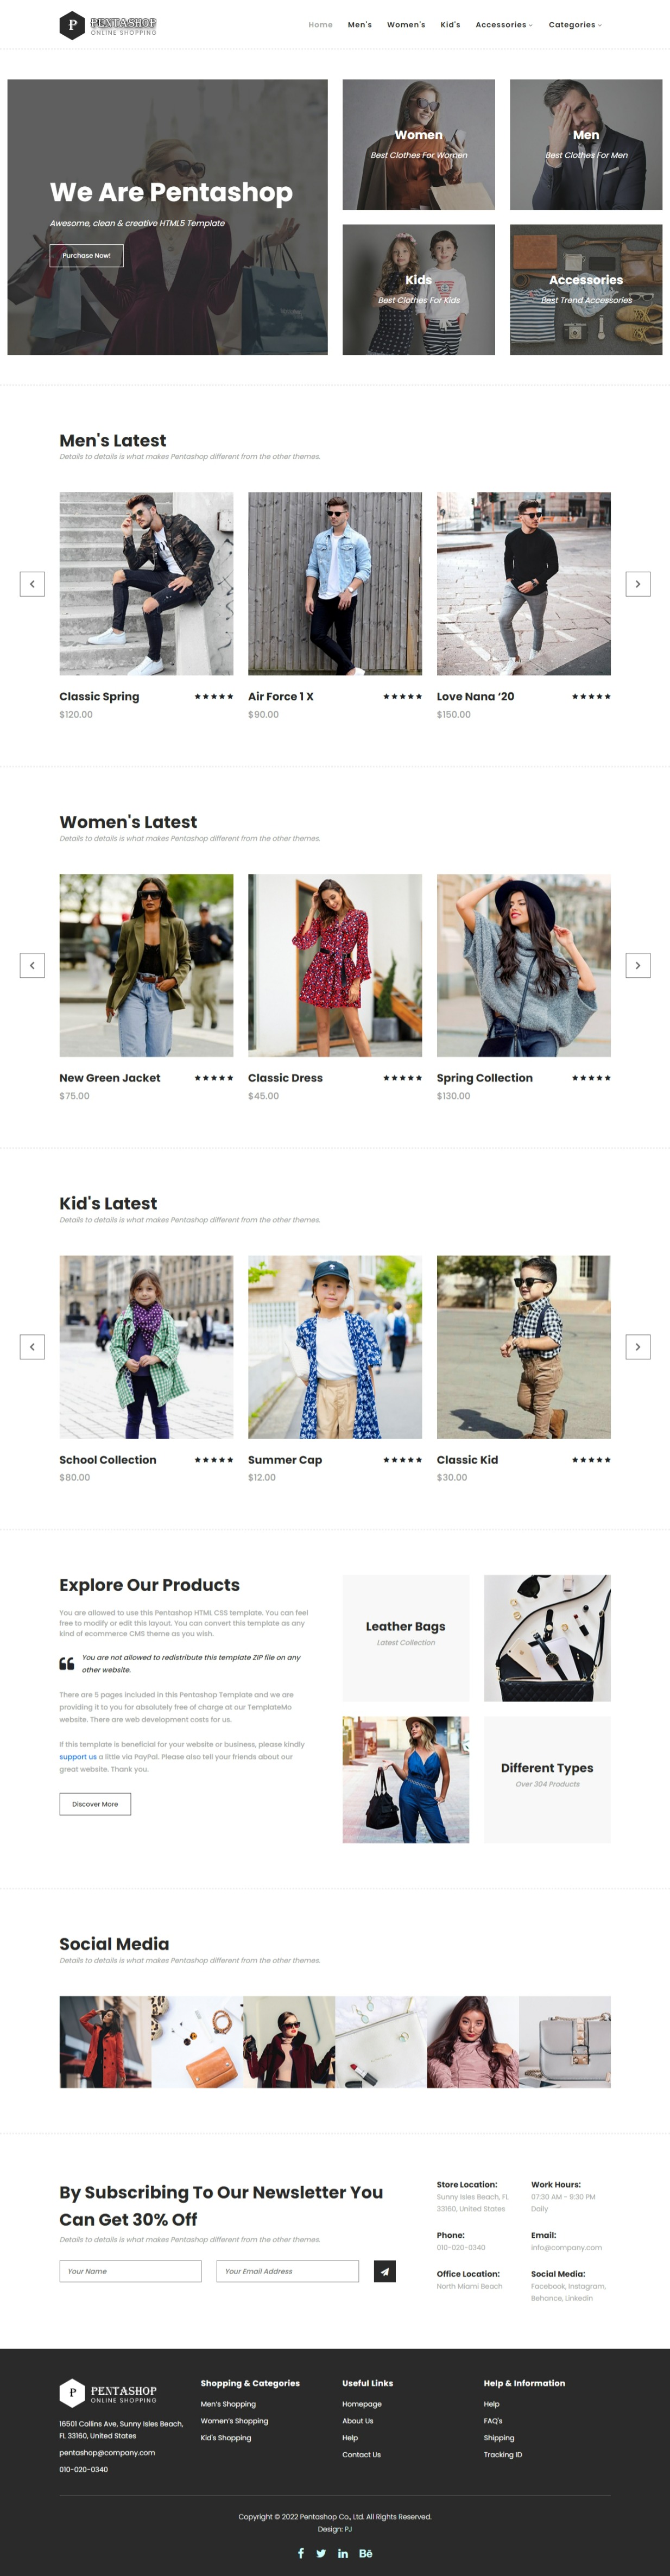 P PENTASHOP
ONLINE SHOPPING
Home Men's Women's Kid's Accessories Categories
We Are Pentashop
Awesome, clean & creative HTML5 Template
Purchase Now!
Women
Best Clothes For Women
Men
Best Clothes For Men
Kids
Best Clothes For Kids
Accessories
Best Trend Accessories
Men's Latest
Details to details is what makes Pentashop different from the other themes.
Classic Spring
$120.00
Air Force 1 X
$90.00
Love Nana ‘20
$150.00
Women's Latest
Details to details is what makes Pentashop different from the other themes.
New Green Jacket
$75.00
Classic Dress
$45.00
Spring Collection
$130.00
Kid's Latest
Details to details is what makes Pentashop different from the other themes.
School Collection
$80.00
Summer Cap
$12.00
Classic Kid
$30.00
Explore Our Products
You are allowed to use this Pentashop HTML CSS template. You can feel
free to modify or edit this layout. You can convert this template as any
kind of ecommerce CMS theme as you wish.
You are not allowed to redistribute this template ZIP file on any
other website.
There are 5 pages included in this Pentashop Template and we are
providing it to you for absolutely free of charge at our TemplateMo
website. There are web development costs for us.
If this template is beneficial for your website or business, please kindly
support us a little via PayPal. Please also tell your friends about our
great website. Thank you.
Discover More
Leather Bags
Latest Collection
Different Types
Over 304 Products
Social Media
Details to details is what makes Pentashop different from the other themes.
By Subscribing To Our Newsletter You
Can Get 30% Off
Details to details is what makes Pentashop different from the other themes.
Your Name
Your Email Address
Store Location:
Sunny Isles Beach, FL
33160, United States
Phone:
010-020-0340
Office Location:
North Miami Beach
Work Hours:
07:30 AM - 9:30 PM
Daily
Email:
info@company.com
Social Media:
Facebook, Instagram,
Behance, Linkedin
P PENTASHOP
ONLINE SHOPPING
16501 Collins Ave, Sunny Isles Beach,
FL 33160, United States
pentashop@company.com
010-020-0340
Shopping & Categories
Men's Shopping
Women's Shopping
Kid's Shopping
Useful Links
Homepage
About Us
Help
Contact Us
Help & Information
Help
FAQ's
Shipping
Tracking ID
Copyright © 2022 Pentashop Co., Ltd. All Rights Reserved.
Design: PJ